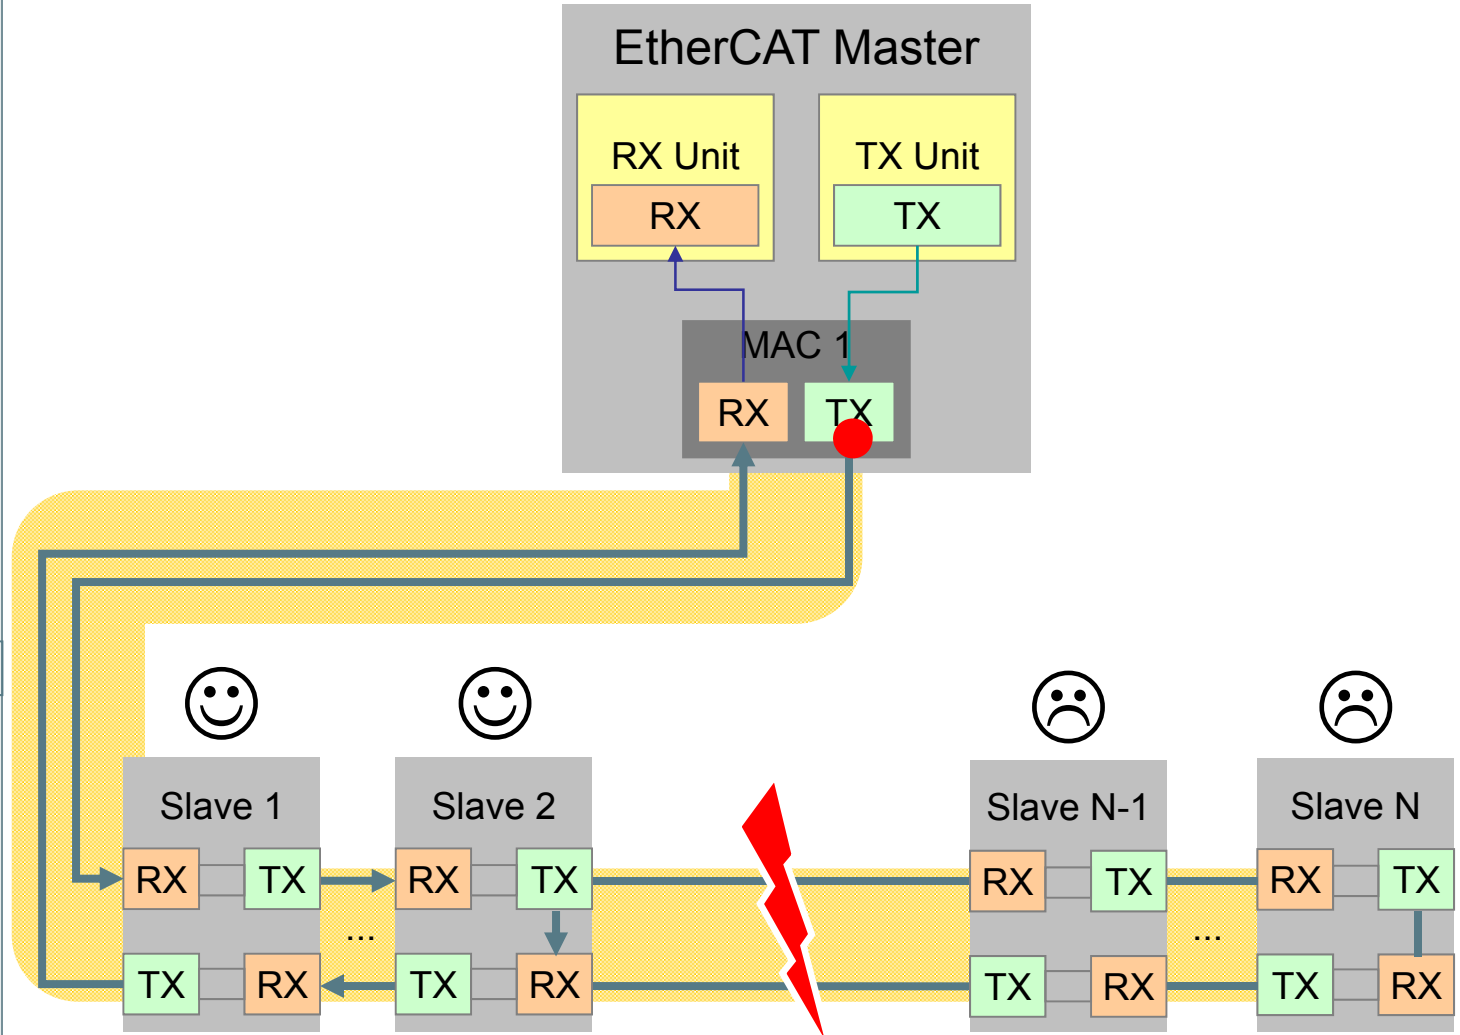 EtherCAT Master
RX Unit
TX Unit
RX
TX
MAC 1
RX
TX
Slave 1
Slave 2
Slave N-1
Slave N
RX
TX
RX
TX
RX
TX
RX
TX
...
...
TX
RX
TX
RX
TX
RX
TX
RX